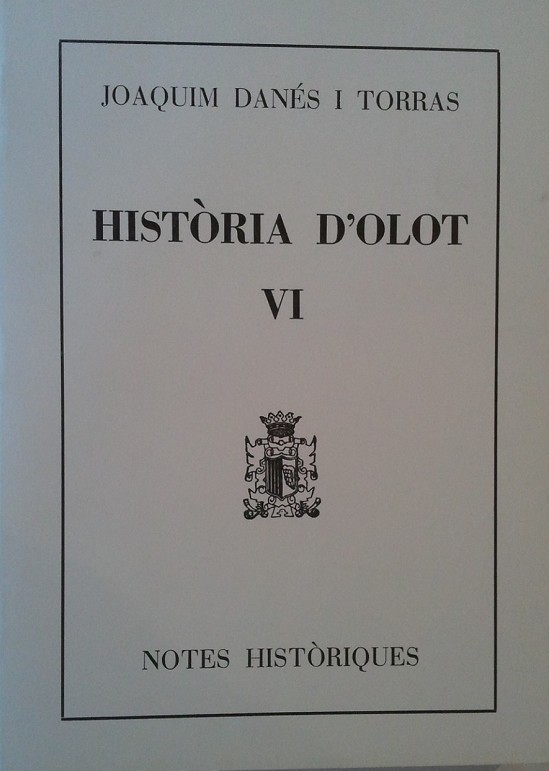 JOAQUIM DANÉS I TORRAS
HISTÒRIA D'OLOT
VI
NOTES HISTÒRIQUES